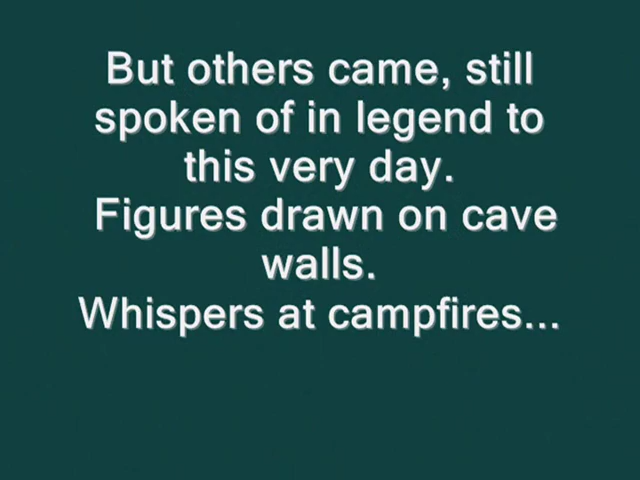 But others came, still
spoken of in legend to
this very day.
Figures drawn on cave
walls.
Whispers at campfires...